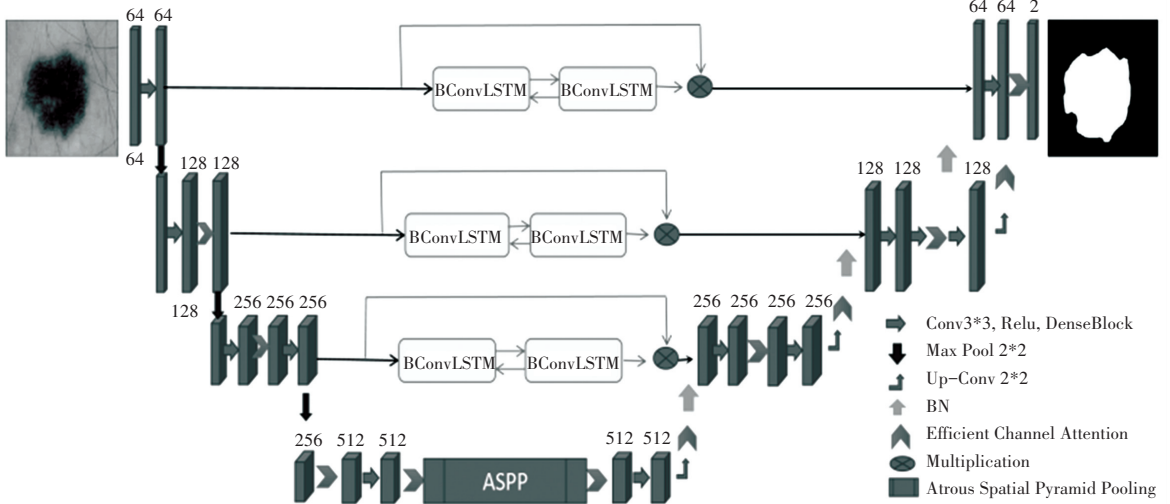 64 64
64 64 2
BConvLSTM BConvLSTM
64
128 128
128 128 128
BConvLSTM BConvLSTM
128
256 256 256
256 256 256 256
BConvLSTM BConvLSTM
Conv3*3, Relu, DenseBlock
Max Pool 2*2
Up-Conv 2*2
BN
Efficient Channel Attention
Multiplication
Atrous Spatial Pyramid Pooling
256 512 512
512 512
ASPP